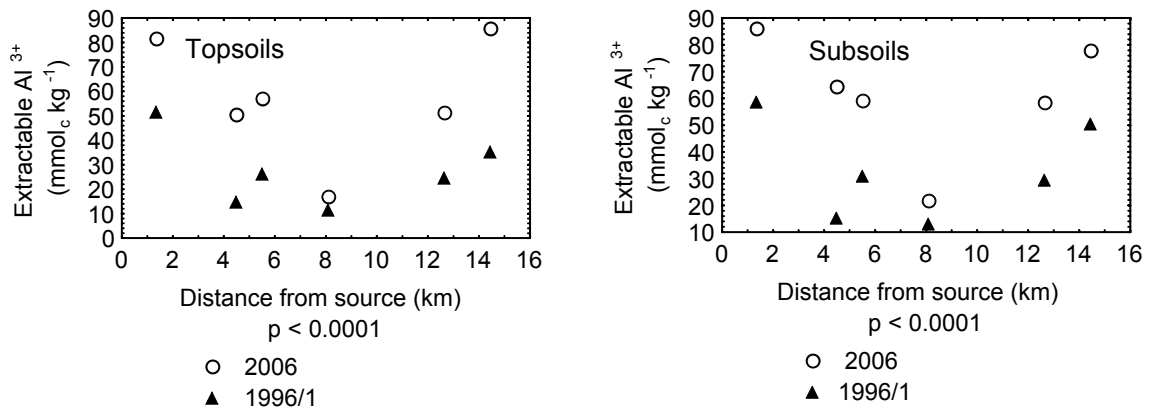 Topsoils
Extractable Al 3+
(mmolc kg -1)
90
80
70
60
50
40
30
20
10
0
0 2 4 6 8 10 12 14 16
Distance from source (km)
p < 0.0001
○ 2006
▲ 1996/1
Subsoils
Extractable Al 3+
(mmolc kg -1)
90
80
70
60
50
40
30
20
10
0 2 4 6 8 10 12 14 16
Distance from source (km)
p < 0.0001
○ 2006
▲ 1996/1